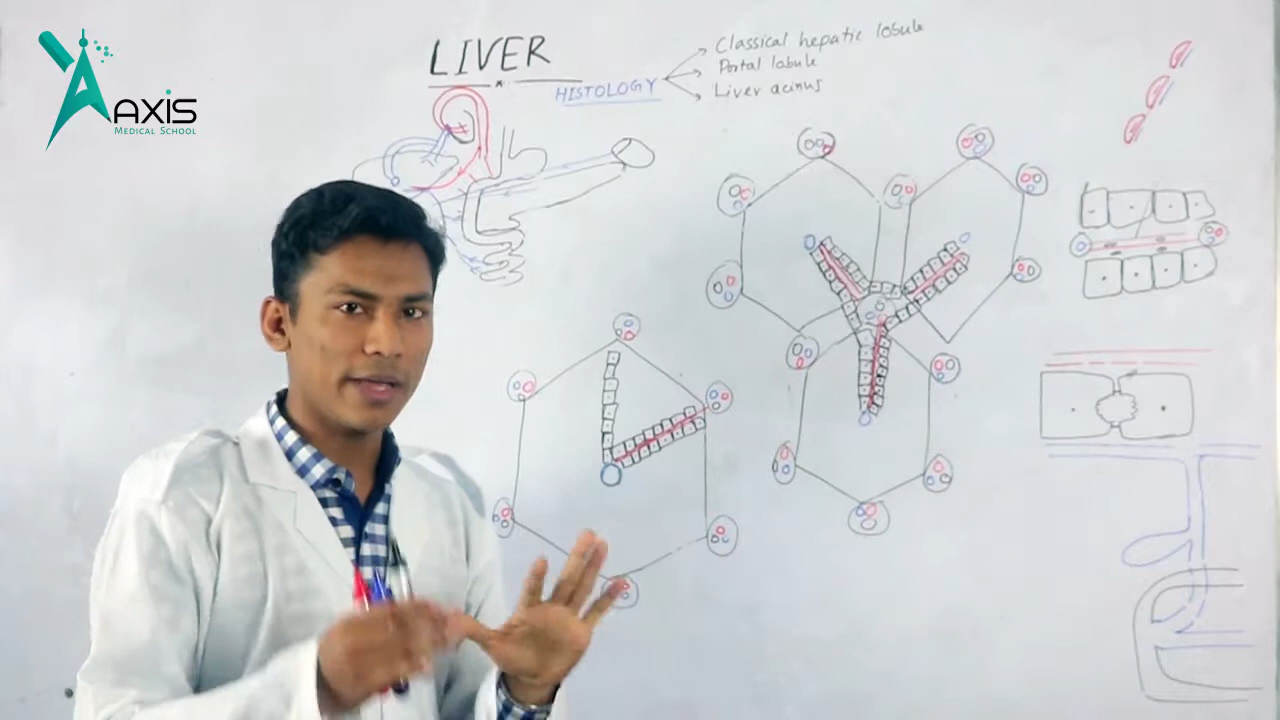 AXIS
MEDICAL SCHOOL
LIVER
HISTOLOGY
Classical hepatic lobule
Portal lobule
Liver acinus